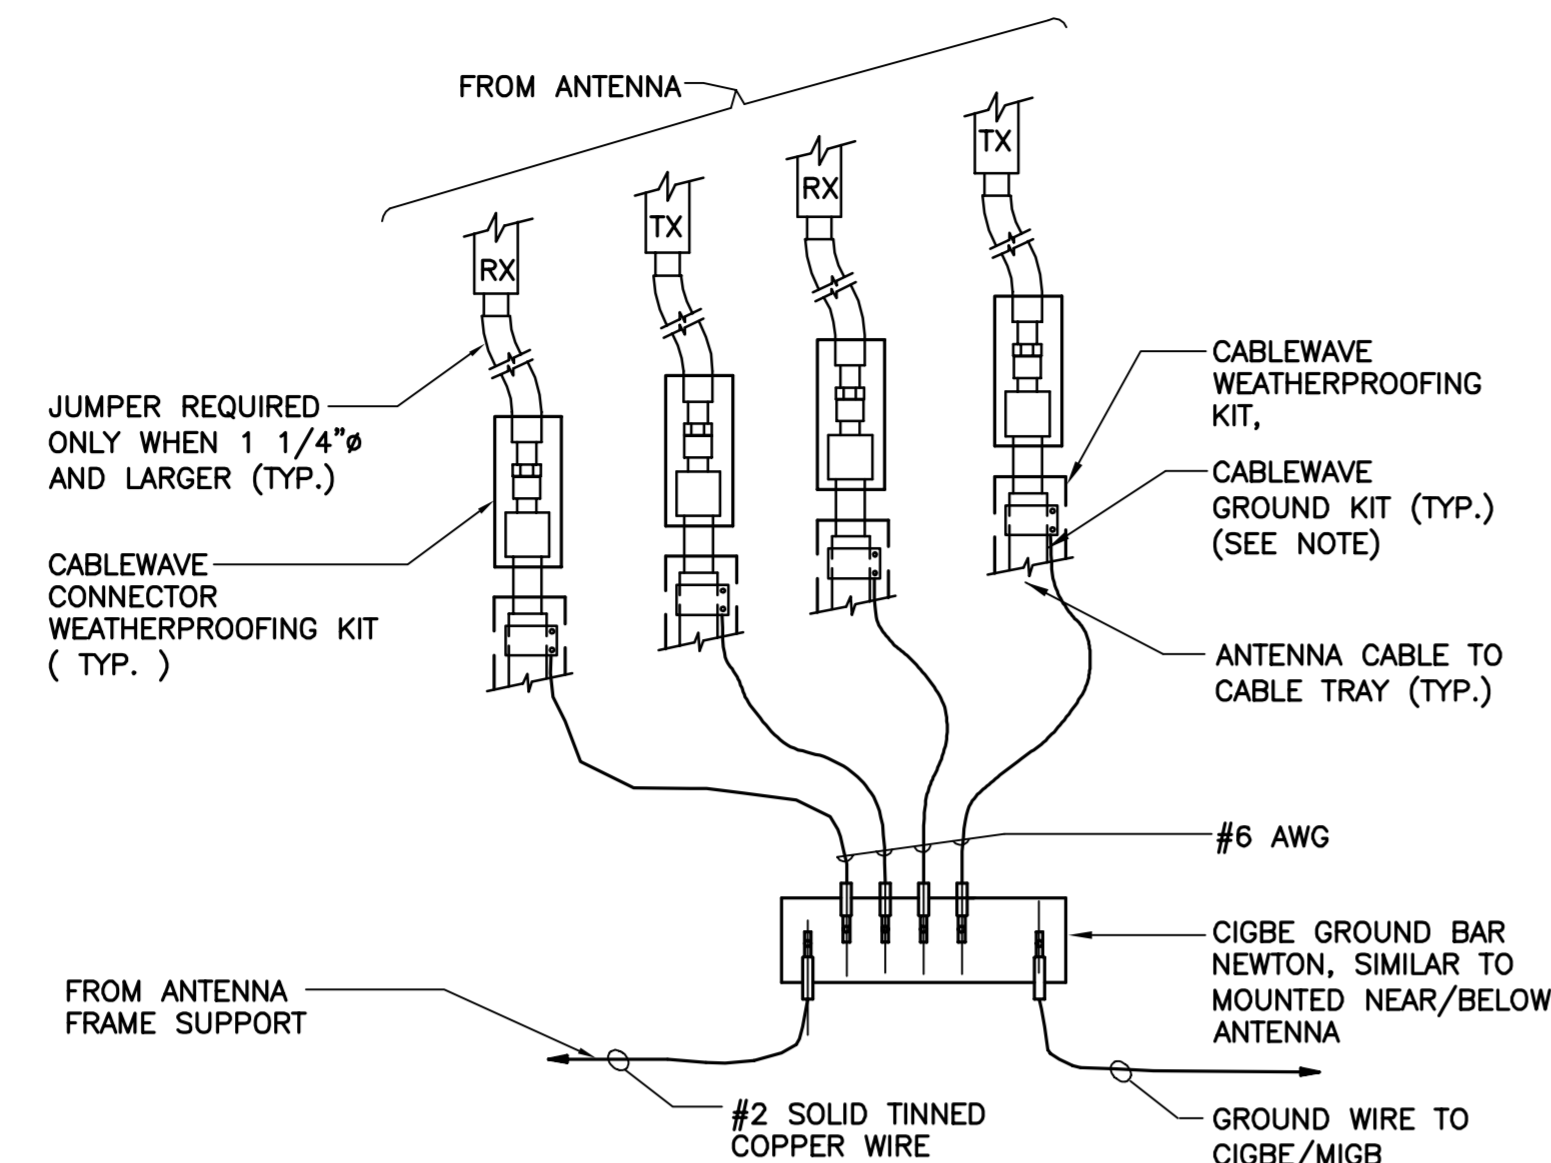 FROM ANTENNA
TX
RX
TX
RX
JUMPER REQUIRED
ONLY WHEN 1 1/4"ø
AND LARGER (TYP.)
CABLEWAVE
CONNECTOR
WEATHERPROOFING KIT
( TYP. )
CABLEWAVE
WEATHERPROOFING
KIT,
CABLEWAVE
GROUND KIT (TYP.)
(SEE NOTE)
ANTENNA CABLE TO
CABLE TRAY (TYP.)
#6 AWG
CIGBE GROUND BAR
NEWTON, SIMILAR TO
MOUNTED NEAR/BELOW
ANTENNA
FROM ANTENNA
FRAME SUPPORT
#2 SOLID TINNED
COPPER WIRE
GROUND WIRE TO
CIGBE/MIGB